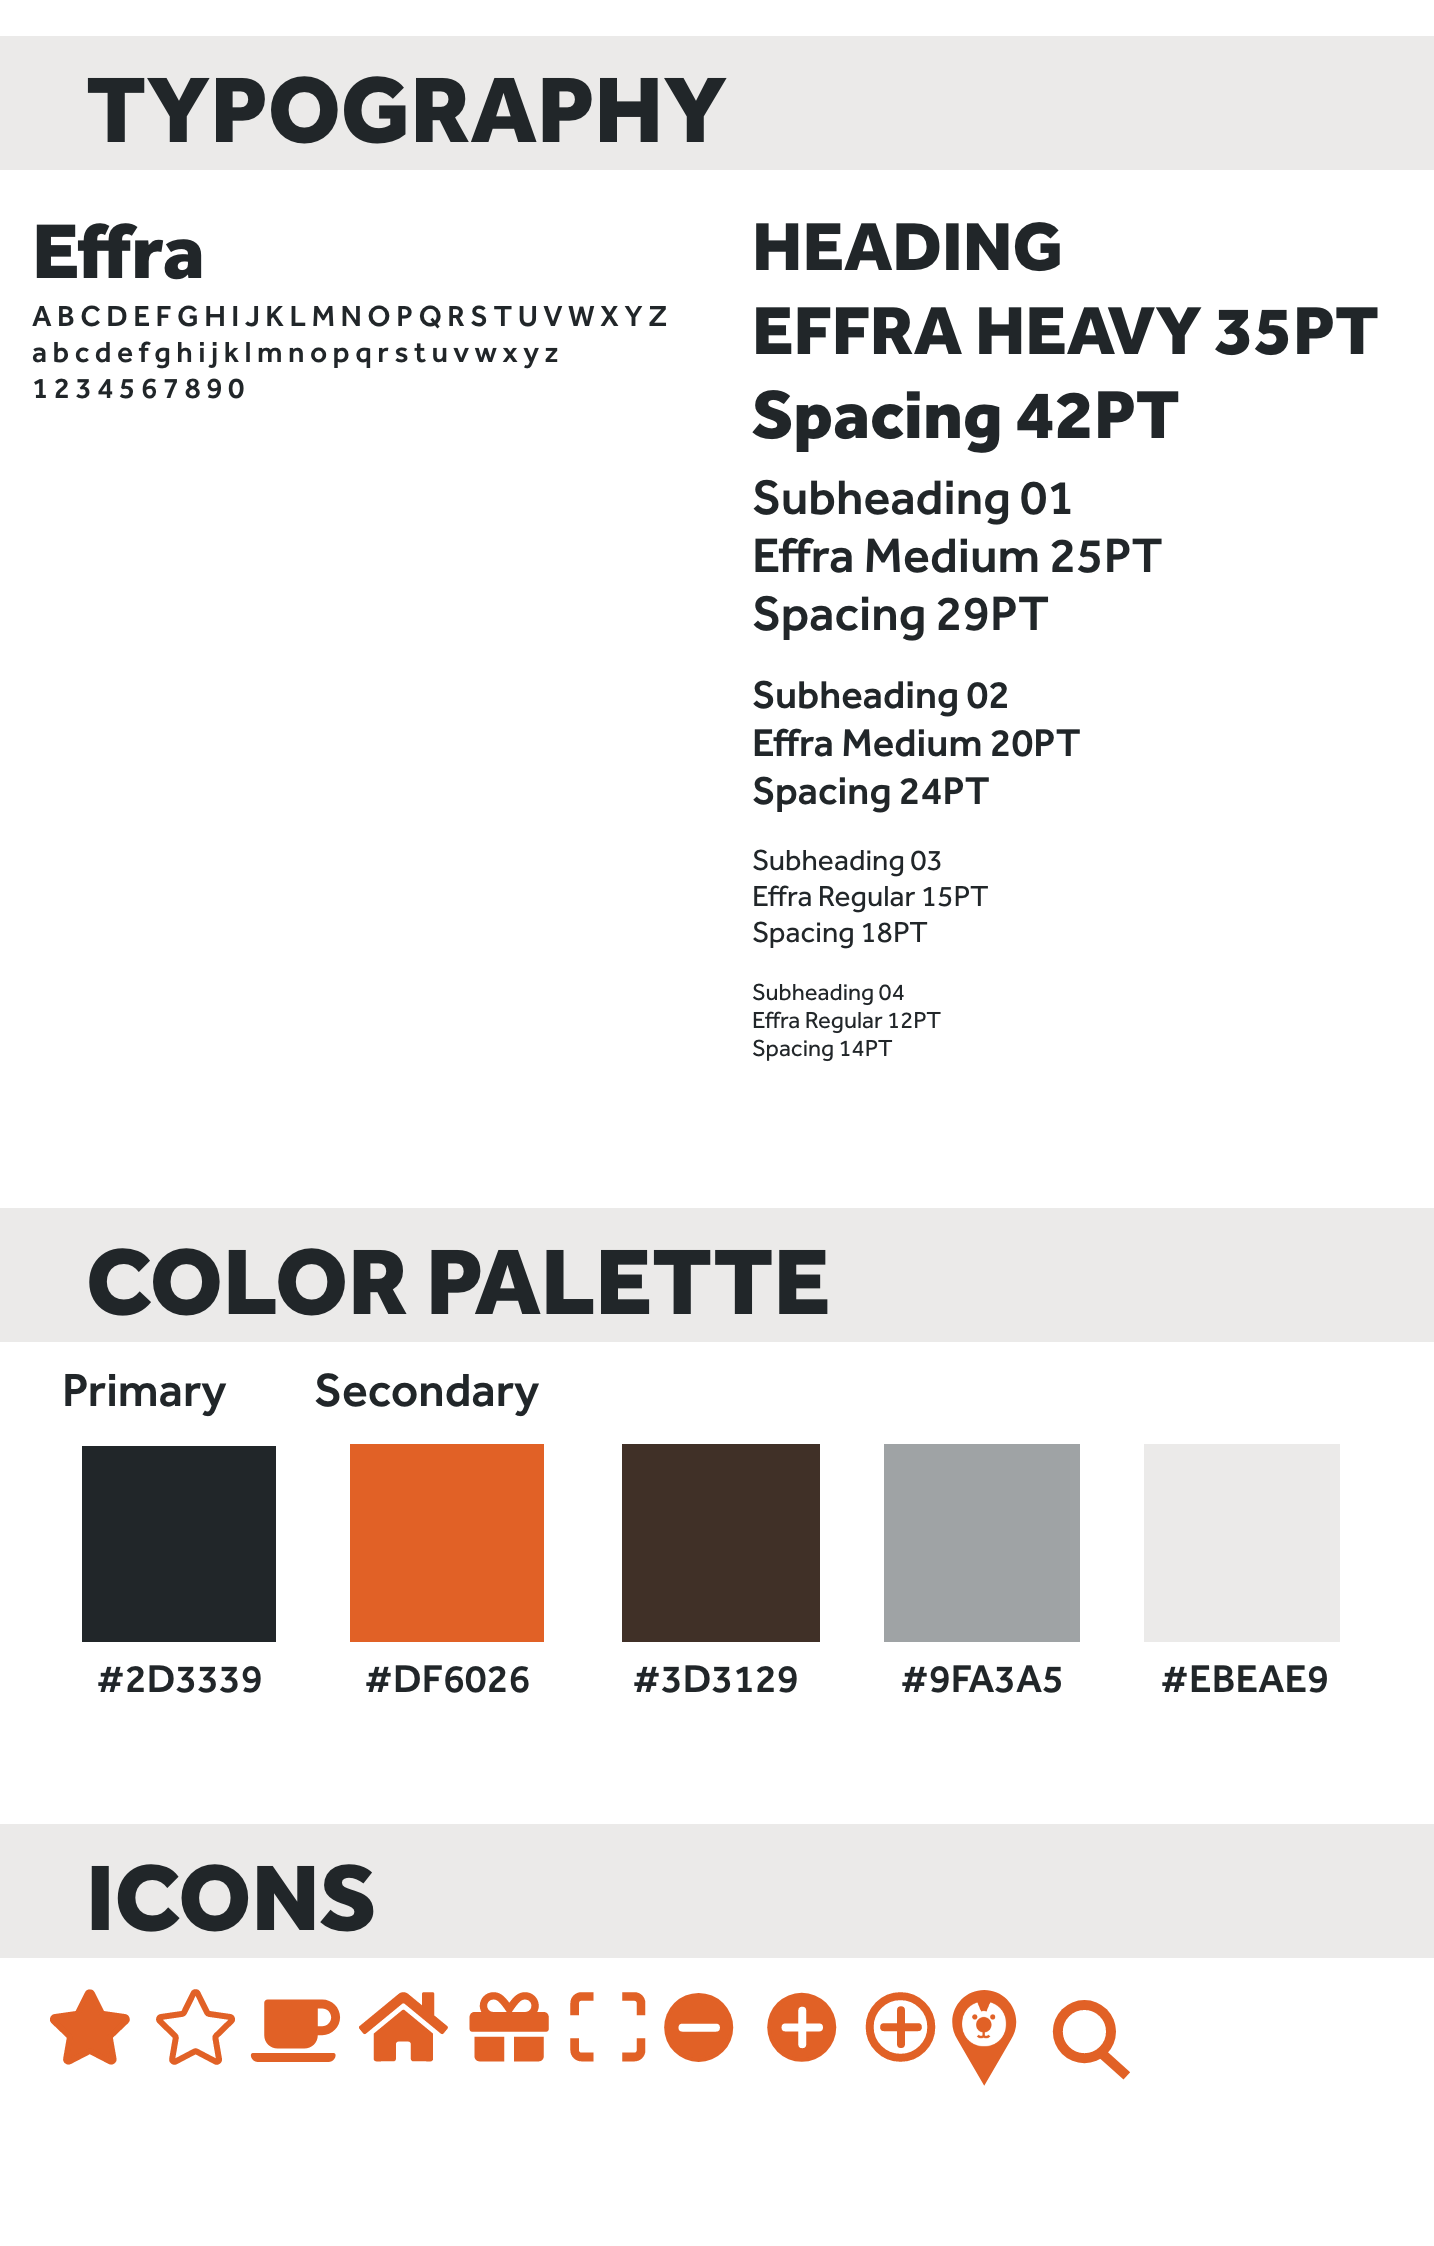 TYPOGRAPHY
Effra
A B C D E F G H I J K L M N O P Q R S T U V W X Y Z
a b c d e f g h i j k l m n o p q r s t u v w x y z
1 2 3 4 5 6 7 8 9 0
HEADING
EFFRA HEAVY 35PT
Spacing 42PT
Subheading 01
Effra Medium 25PT
Spacing 29PT
Subheading 02
Effra Medium 20PT
Spacing 24PT
Subheading 03
Effra Regular 15PT
Spacing 18PT
Subheading 04
Effra Regular 12PT
Spacing 14PT
COLOR PALETTE
Primary Secondary
#2D3339 #DF6026 #3D3129 #9FA3A5 #EBEAE9
ICONS